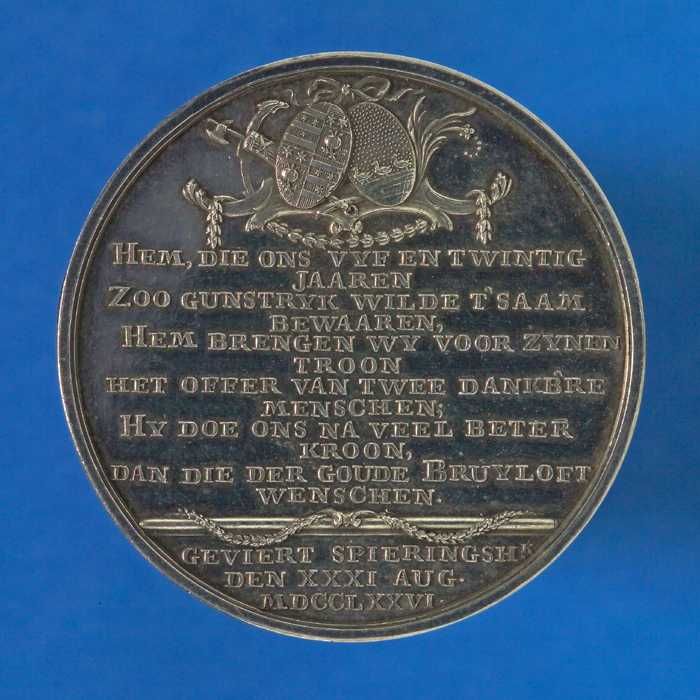 HEM, DIE ONS VYF EN TWINTIG
JAAREN
ZOO GUNSTRYK WILDE T'SAAM
BEWAAREN,
HEM BRENGEN WY VOOR ZYNEN
TROON
HET OFFER VAN TWEE DANKB'RE
MENSCHEN;
HY DOE ONS NA VEEL BETER
KROON,
DAN DIE DER GOUDE BRUYLOFT
WENSCHEN.
GEVIERT SPIERINGSHK
DEN XXXI AUG.
MDCCLXXVI.